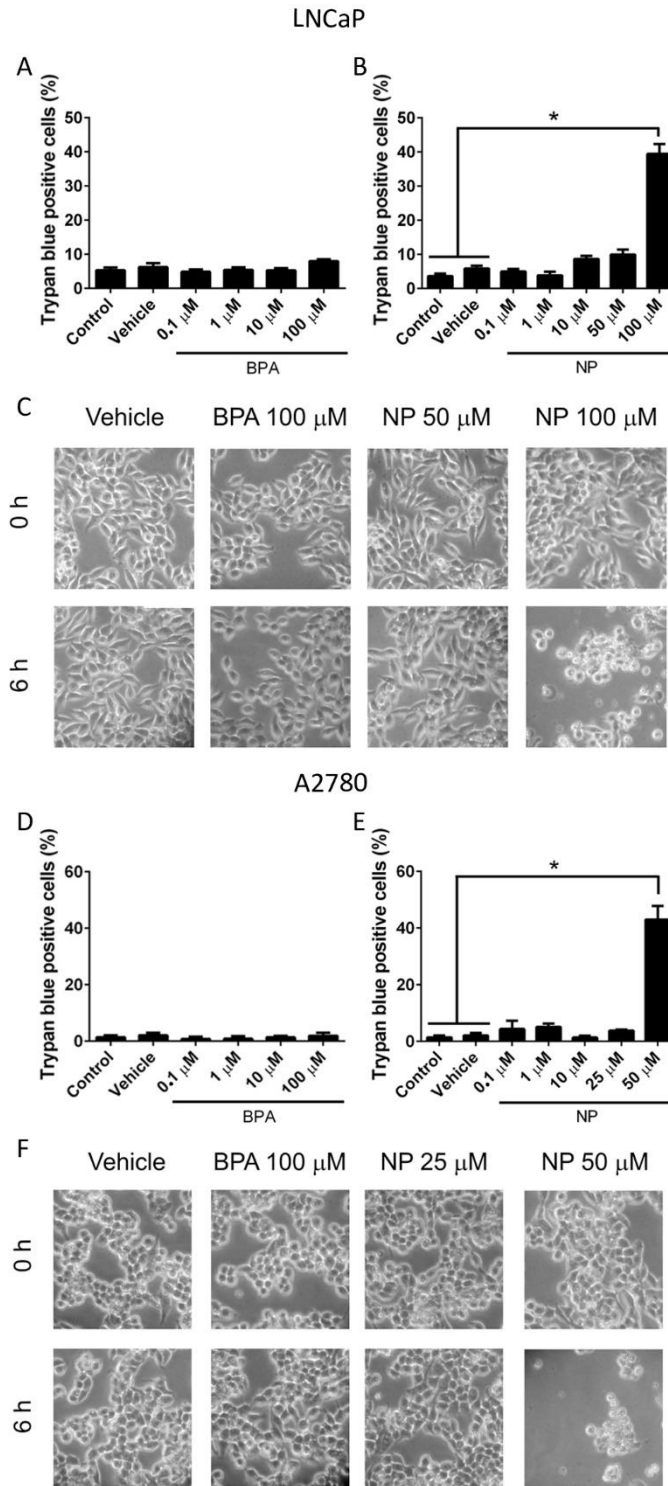 LNCaP
A
Trypan blue positive cells (%)
50
40
30
20
10
0
Control
Vehicle
0.1 μM
1 μM
10 μM
100 μM
BPA
B
Trypan blue positive cells (%)
50
40
30
20
10
0
*
Control
Vehicle
0.1 μM
1 μM
10 μM
50 μM
100 μM
NP
C
Vehicle
BPA 100 μM
NP 50 μM
NP 100 μM
0 h
6 h
A2780
D
Trypan blue positive cells (%)
60
40
20
0
Control
Vehicle
0.1 μM
1 μM
10 μM
100 μM
BPA
E
Trypan blue positive cells (%)
60
40
20
0
*
Control
Vehicle
0.1 μM
1 μM
10 μM
25 μM
50 μM
NP
F
Vehicle
BPA 100 μM
NP 25 μM
NP 50 μM
0 h
6 h